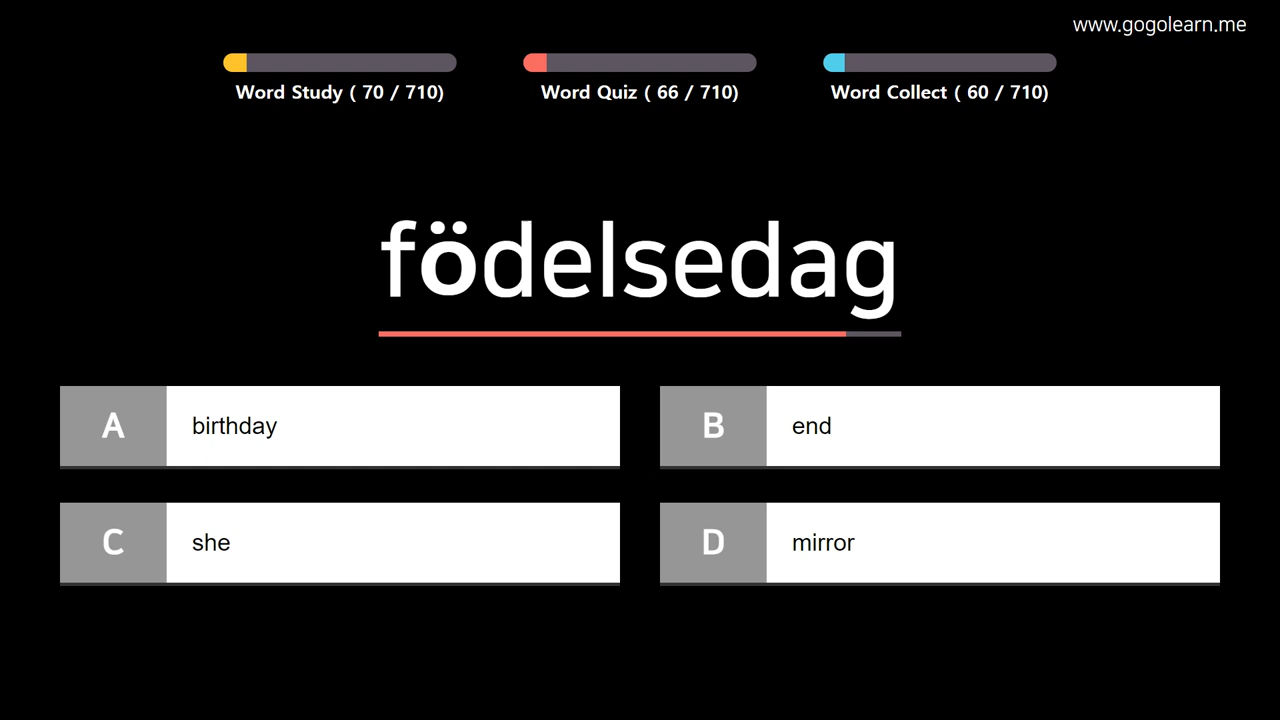 www.gogolearn.me
Word Study ( 70 / 710)
Word Quiz ( 66 / 710)
Word Collect ( 60 / 710)
födelsedag
A birthday
B end
C she
D mirror